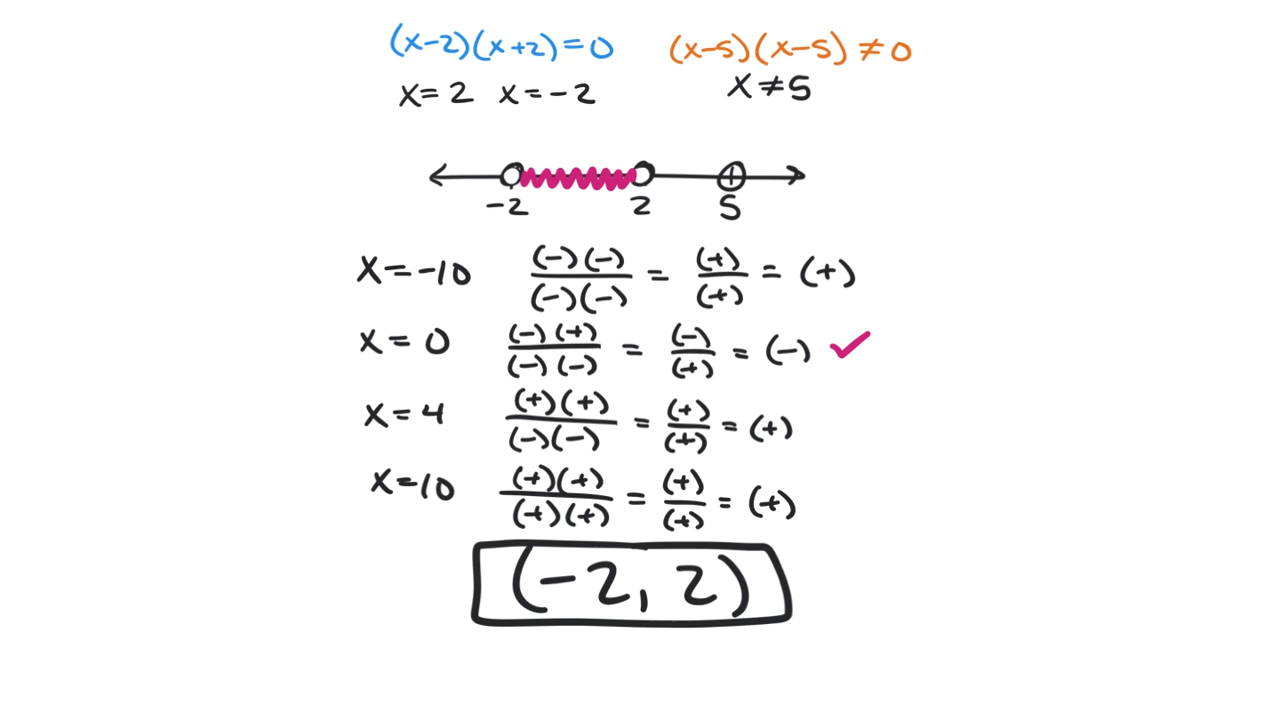 (x-2)(x+2)=0 (x-5)(x-5)≠0
x=2 x=-2 x≠5
-2 2 5
x=-10 (-)(-)/(-)(-) = (+)/(+) = (+)
x=0 (-)(+)/(-)(-) = (-)/(+) = (-) ✓
x=4 (+)(+)/(-)(-) = (+)/(+) = (+)
x=10 (+)(+)/(+)(+) = (+)/(+) = (+)
(-2, 2)